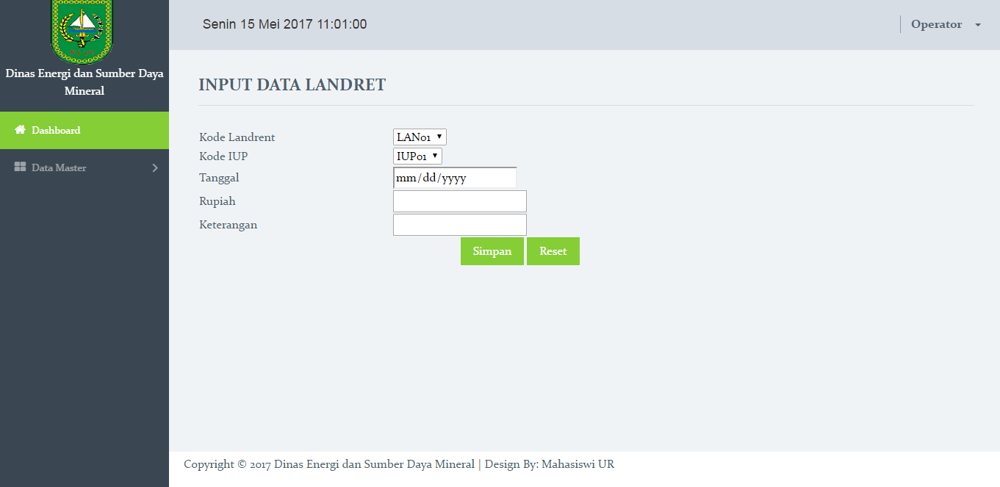 Dinas Energi dan Sumber Daya
Mineral
Dashboard
Data Master
Senin 15 Mei 2017 11:01:00
Operator
INPUT DATA LANDRET
Kode Landrent LAN01
Kode IUP IUP01
Tanggal mm/dd/yyyy
Rupiah
Keterangan
Simpan Reset
Copyright © 2017 Dinas Energi dan Sumber Daya Mineral | Design By: Mahasiswi UR